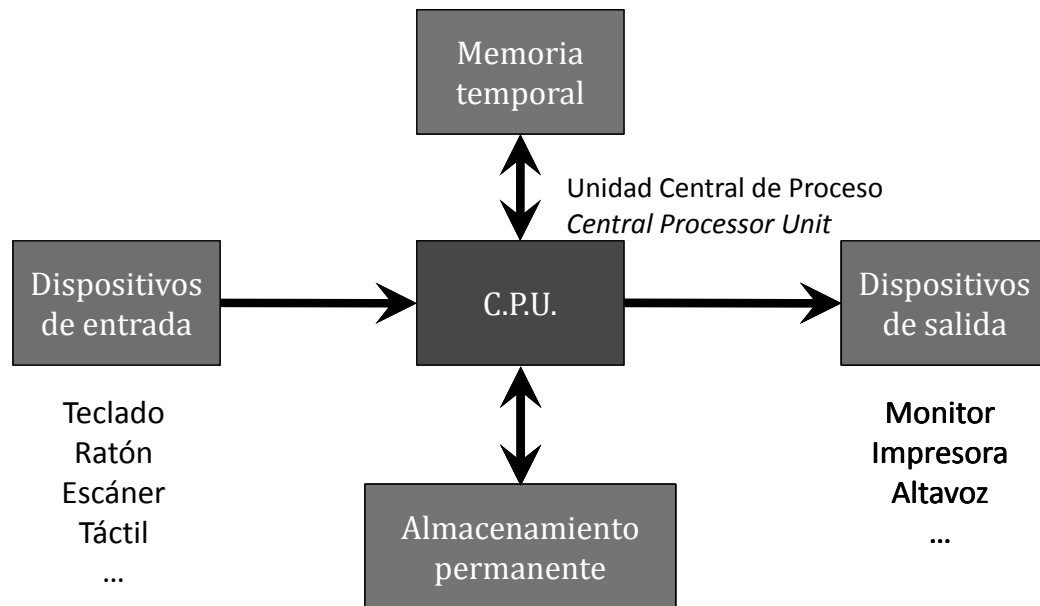 Memoria
temporal
Unidad Central de Proceso
Central Processor Unit
Dispositivos
de entrada
C.P.U.
Dispositivos
de salida
Teclado
Ratón
Escáner
Táctil
...
Monitor
Impresora
Altavoz
...
Almacenamiento
permanente